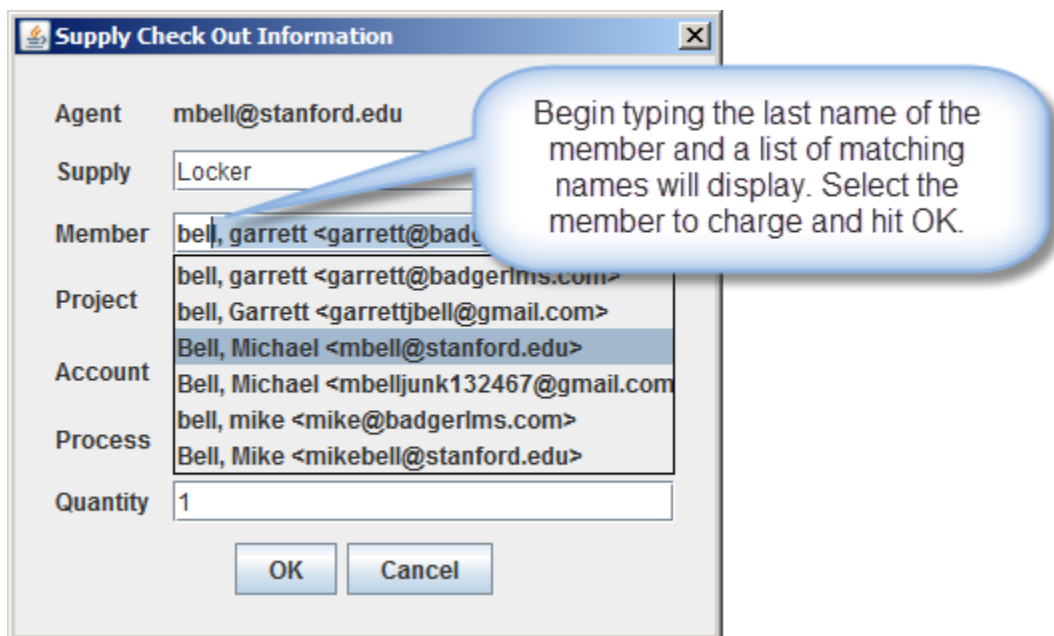 Supply Check Out Information
Agent mbell@stanford.edu
Begin typing the last name of the
member and a list of matching
names will display. Select the
member to charge and hit OK.
Supply Locker
Member bell, garrett <garrett@badg
bell, garrett <garrett@badgerlms.com>
Project
bell, Garrett <garrettjbell@gmail.com>
Bell, Michael <mbell@stanford.edu>
Account
Bell, Michael <mbelljunk132467@gmail.com
bell, mike <mike@badgerlms.com>
Process
Bell, Mike <mikebell@stanford.edu>
Quantity 1
OK Cancel